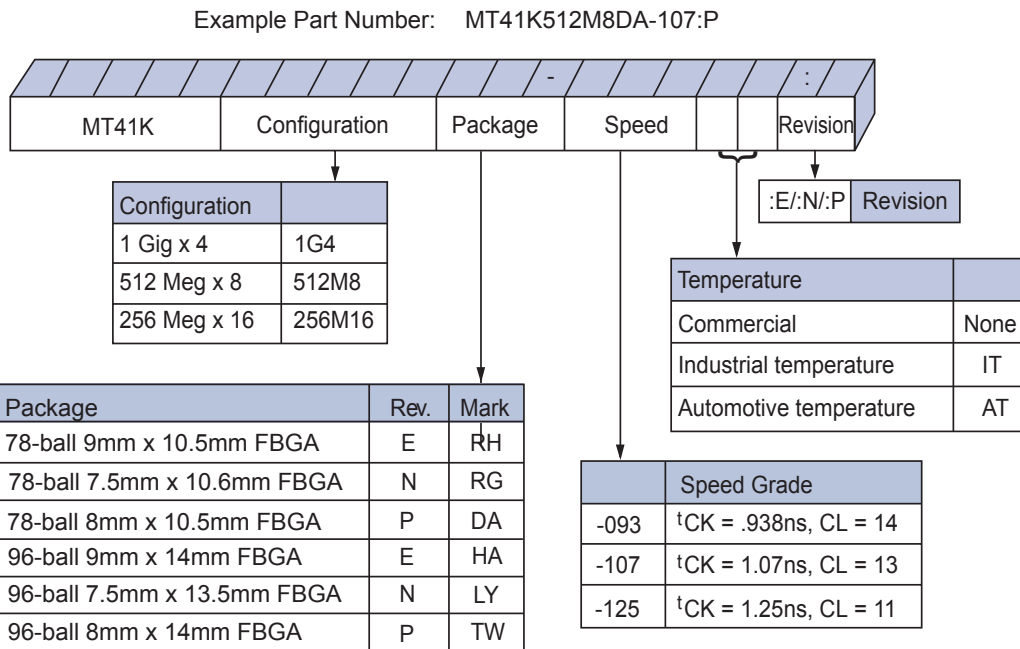 Example Part Number: MT41K512M8DA-107:P
- :
MT41K Configuration Package Speed Revision
:E/:N/:P Revision
Configuration
1 Gig x 4 1G4
512 Meg x 8 512M8
256 Meg x 16 256M16
Temperature
Commercial None
Industrial temperature IT
Automotive temperature AT
Package Rev. Mark
78-ball 9mm x 10.5mm FBGA E RH
78-ball 7.5mm x 10.6mm FBGA N RG
78-ball 8mm x 10.5mm FBGA P DA
96-ball 9mm x 14mm FBGA E HA
96-ball 7.5mm x 13.5mm FBGA N LY
96-ball 8mm x 14mm FBGA P TW
Speed Grade
-093 tCK = .938ns, CL = 14
-107 tCK = 1.07ns, CL = 13
-125 tCK = 1.25ns, CL = 11